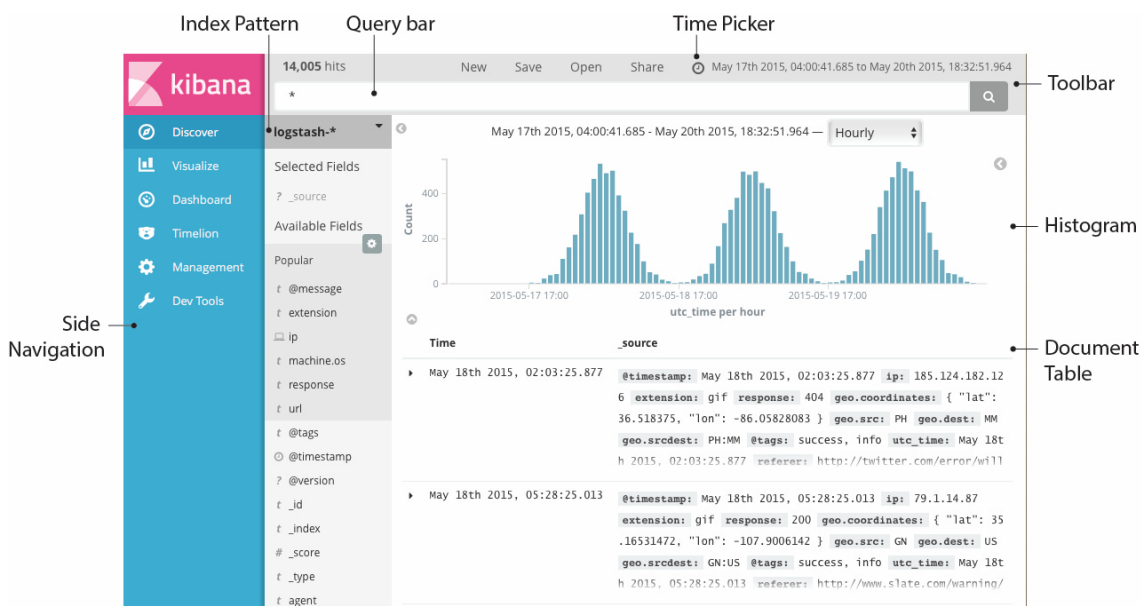 Index Pattern
Query bar
Time Picker
kibana
14,005 hits
New
Save
Open
Share
May 17th 2015, 04:00:41.685 to May 20th 2015, 18:32:51.964
Toolbar
*
Discover
Visualize
Dashboard
Timelion
Management
Dev Tools
Side
Navigation
logstash-*
Selected Fields
? _source
Available Fields
Popular
t @message
t extension
ip
t machine.os
t response
t url
t @tags
@timestamp
? @version
t _id
t _index
# _score
t _type
t agent
May 17th 2015, 04:00:41.685 - May 20th 2015, 18:32:51.964 —
Hourly
Count
400
200
0
2015-05-17 17:00
2015-05-18 17:00
2015-05-19 17:00
utc_time per hour
Histogram
Time
_source
Document
Table
May 18th 2015, 02:03:25.877
@timestamp: May 18th 2015, 02:03:25.877 ip: 185.124.182.12
6 extension: gif response: 404 geo.coordinates: { "lat":
36.518375, "lon": -86.05828083 } geo.src: PH geo.dest: MM
geo.srcdest: PH:MM @tags: success, info utc_time: May 18t
h 2015, 02:03:25.877 referer: http://twitter.com/error/will
May 18th 2015, 05:28:25.013
@timestamp: May 18th 2015, 05:28:25.013 ip: 79.1.14.87
extension: gif response: 200 geo.coordinates: { "lat": 35
.16531472, "lon": -107.9006142 } geo.src: GN geo.dest: US
geo.srcdest: GN:US @tags: success, info utc_time: May 18t
h 2015, 05:28:25.013 referer: http://www.slate.com/warning/